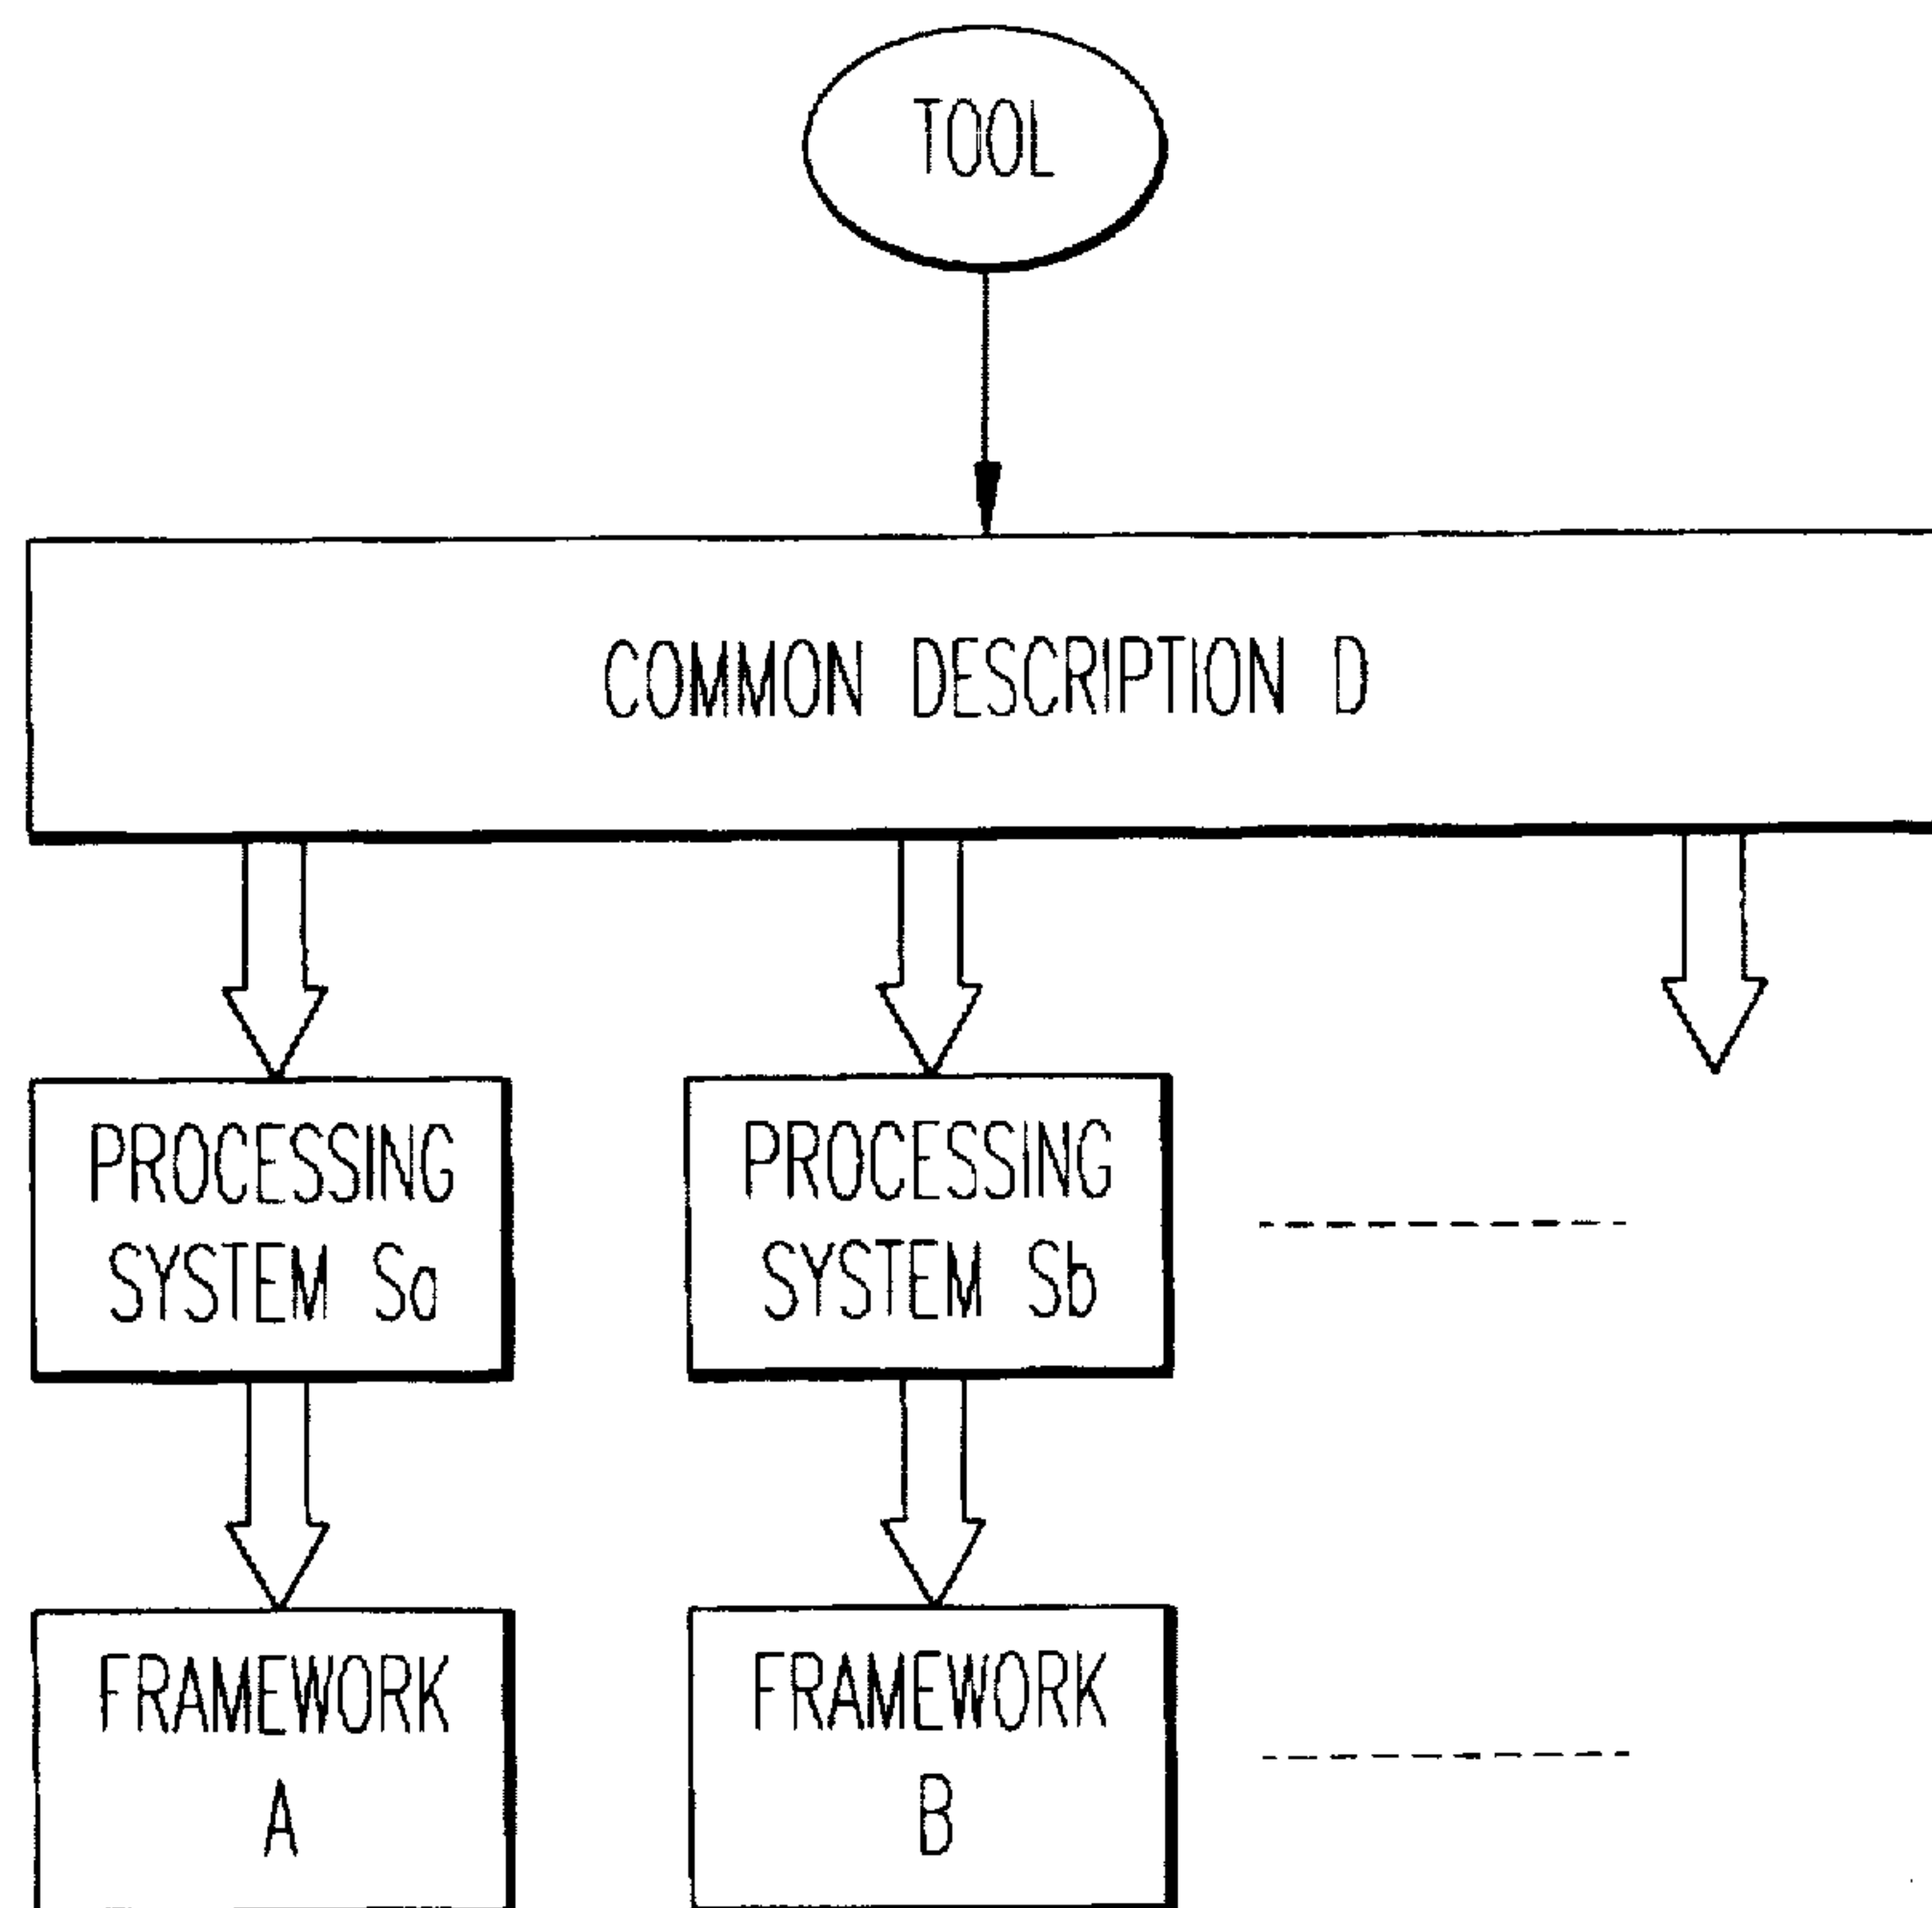 TOOL
COMMON DESCRIPTION D
PROCESSING
SYSTEM Sa
PROCESSING
SYSTEM Sb
FRAMEWORK
A
FRAMEWORK
B